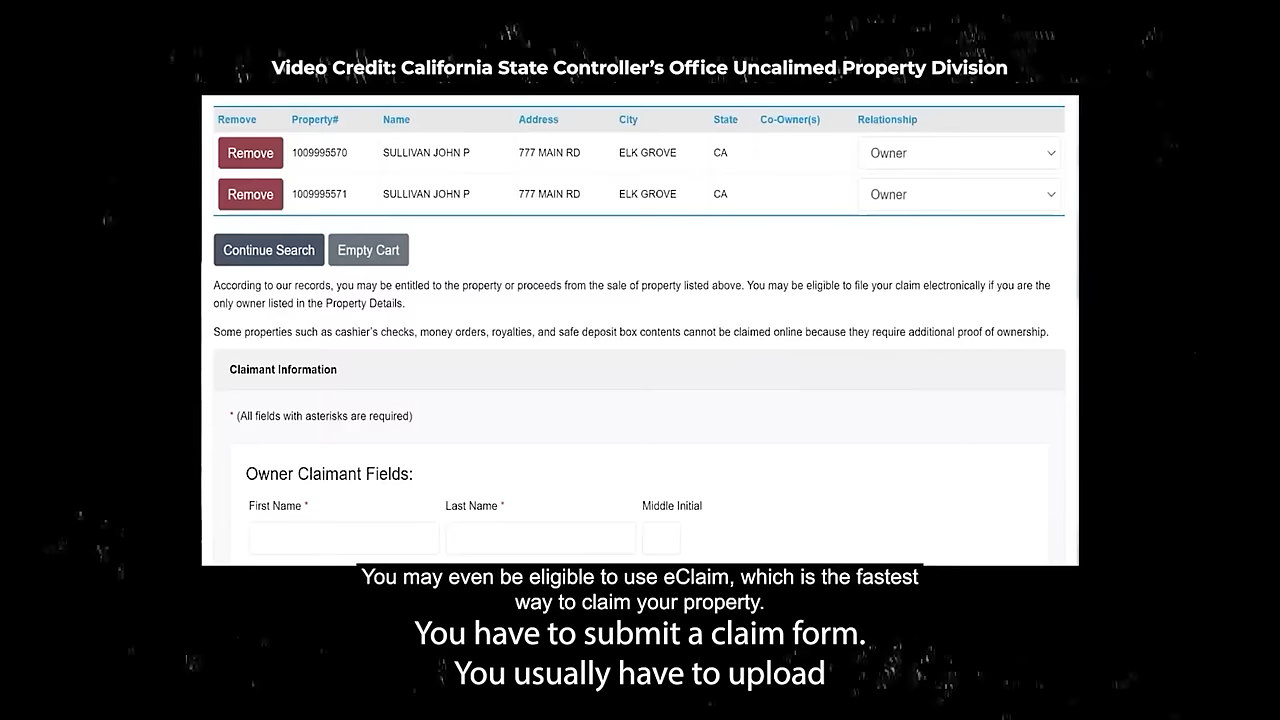 Video Credit: California State Controller's Office Uncalimed Property Division
Remove Property# Name Address City State Co-Owner(s) Relationship
Remove 1009995570 SULLIVAN JOHN P 777 MAIN RD ELK GROVE CA Owner
Remove 1009995571 SULLIVAN JOHN P 777 MAIN RD ELK GROVE CA Owner
Continue Search Empty Cart
According to our records, you may be entitled to the property or proceeds from the sale of property listed above. You may be eligible to file your claim electronically if you are the
only owner listed in the Property Details.
Some properties such as cashier's checks, money orders, royalties, and safe deposit box contents cannot be claimed online because they require additional proof of ownership.
Claimant Information
* (All fields with asterisks are required)
Owner Claimant Fields:
First Name * Last Name * Middle Initial
You may even be eligible to use eClaim, which is the fastest
way to claim your property.
You have to submit a claim form.
You usually have to upload